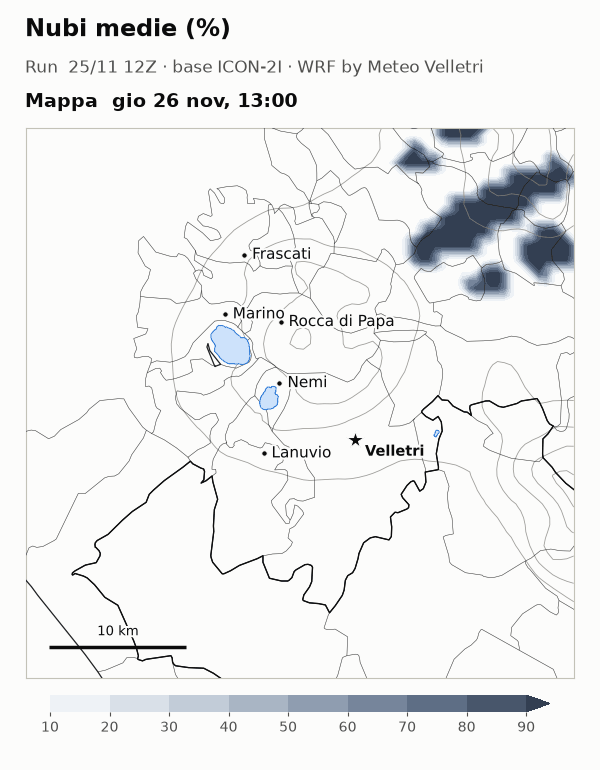 Nubi medie (%)
Run  25/11 12Z · base ICON-2I · WRF by Meteo Velletri
Mappa  gio 26 nov, 13:00
Frascati
Marino
Rocca di Papa
Nemi
Velletri
Lanuvio
10 km
10 20 30 40 50 60 70 80 90